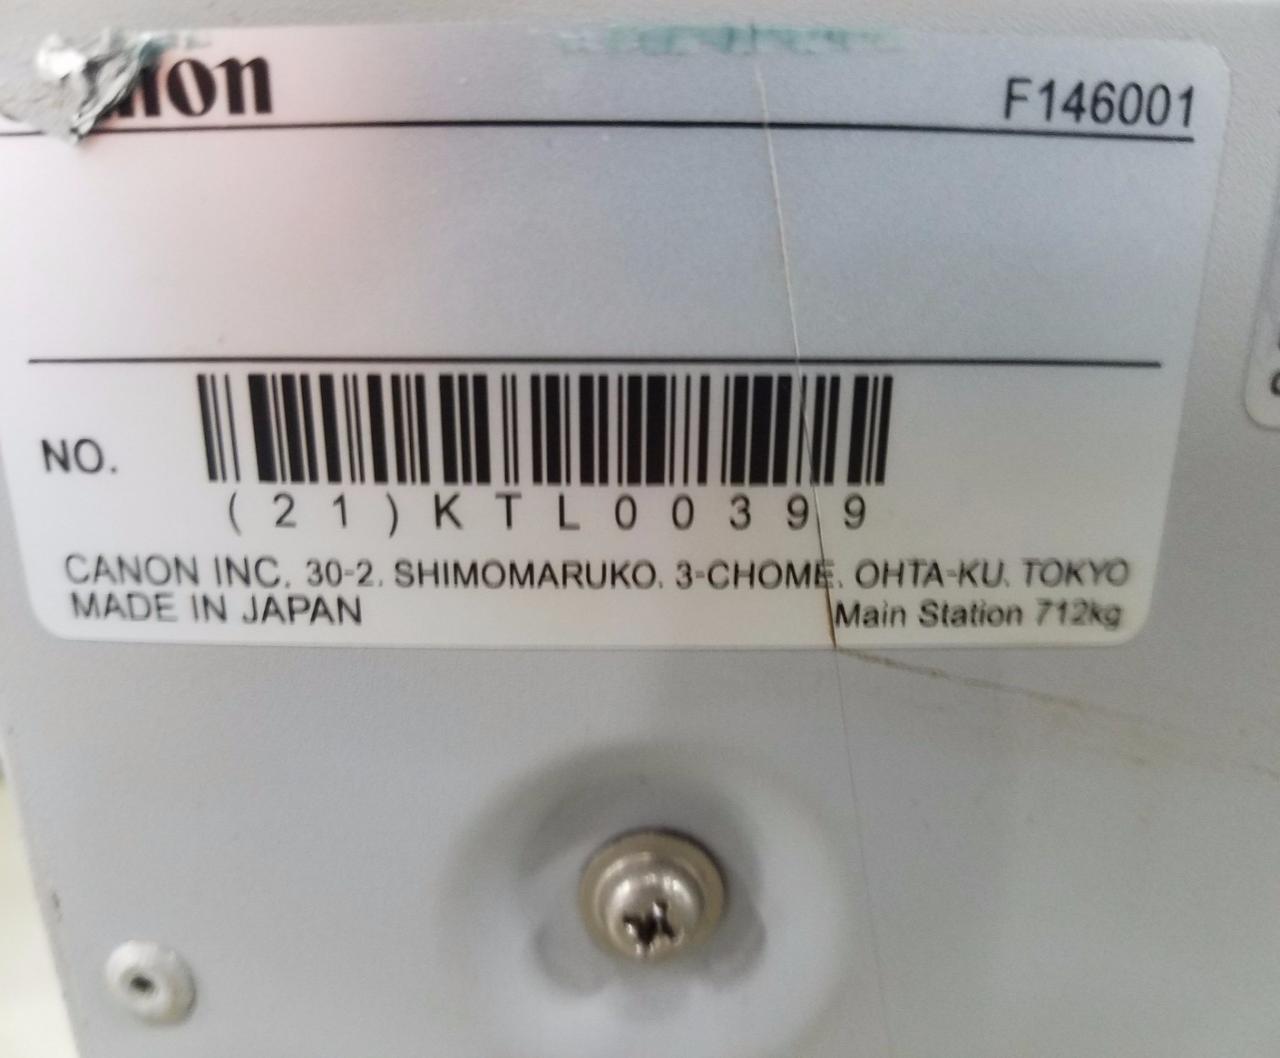 non
F146001
NO.
(21)KTL00399
CANON INC. 30-2, SHIMOMARUKO, 3-CHOME, OHTA-KU, TOKYO
MADE IN JAPAN
Main Station 712kg